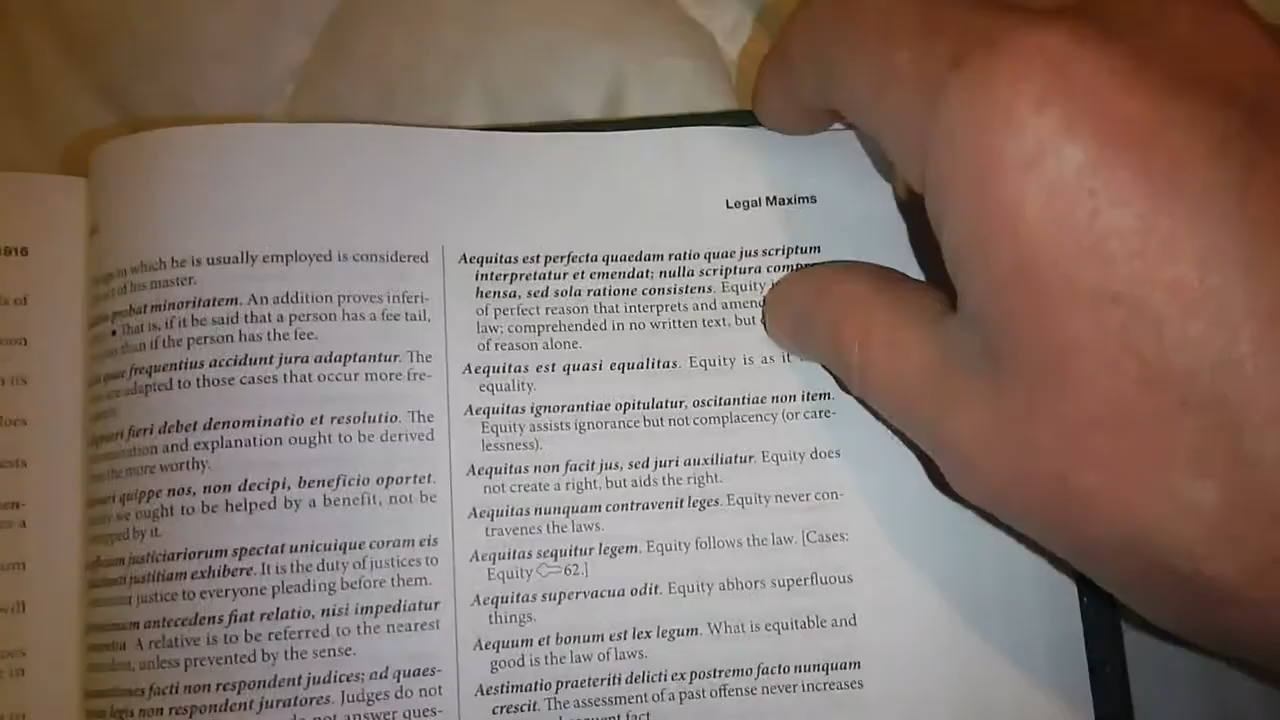 Legal Maxims
in which he is usually employed is considered
of his master.
probat minoritatem. An addition proves inferi-
• That is, if it be said that a person has a fee tail,
than if the person has the fee.
quae frequentius accidunt jura adaptantur. The
adapted to those cases that occur more fre-
fieri debet denominatio et resolutio. The
and explanation ought to be derived
the more worthy.
quippe nos, non decipi, beneficio oportet.
we ought to be helped by a benefit, not be
by it.
justiciariorum spectat unicuique coram eis
justitiam exhibere. It is the duty of justices to
justice to everyone pleading before them.
antecedens fiat relatio, nisi impediatur
A relative is to be referred to the nearest
unless prevented by the sense.
facti non respondent judices; ad quaes-
legis non respondent juratores. Judges do not
not answer ques-
Aequitas est perfecta quaedam ratio quae jus scriptum
interpretatur et emendat; nulla scriptura
hensa, sed sola ratione consistens. Equity
of perfect reason that interprets and
law; comprehended in no written text, but
of reason alone.
Aequitas est quasi equalitas. Equity is as it
equality.
Aequitas ignorantiae opitulatur, oscitantiae non item.
Equity assists ignorance but not complacency (or care-
lessness).
Aequitas non facit jus, sed juri auxiliatur. Equity does
not create a right, but aids the right.
Aequitas nunquam contravenit leges. Equity never con-
travenes the laws.
Aequitas sequitur legem. Equity follows the law. [Cases:
Equity 62.]
Aequitas supervacua odit. Equity abhors superfluous
things.
Aequum et bonum est lex legum. What is equitable and
good is the law of laws.
Aestimatio praeteriti delicti ex postremo facto nunquam
crescit. The assessment of a past offense never increases
fact